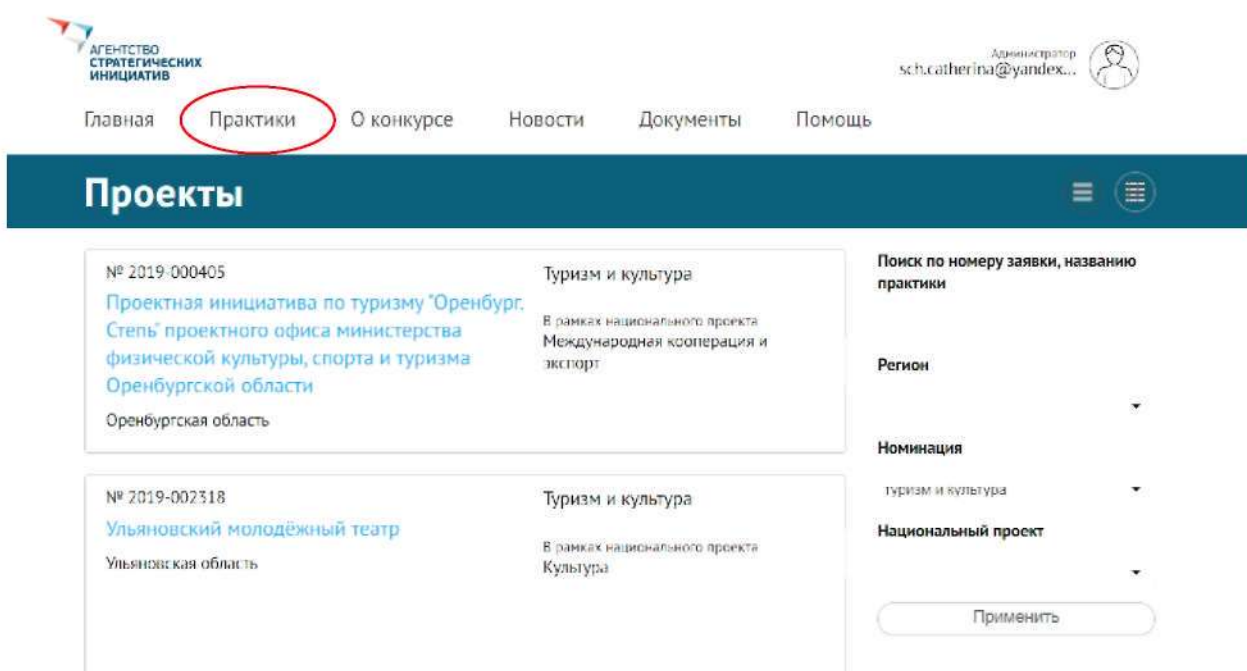 АГЕНТСТВО
СТРАТЕГИЧЕСКИХ
ИНИЦИАТИВ
Администратор
sch.catherina@yandex...
Главная Практики О конкурсе Новости Документы Помощь
Проекты
№ 2019-000405
Проектная инициатива по туризму "Оренбург.
Степь" проектного офиса министерства
физической культуры, спорта и туризма
Оренбургской области
Оренбургская область
Туризм и культура
В рамках национального проекта
Международная кооперация и
экспорт
№ 2019-002318
Ульяновский молодёжный театр
Ульяновская область
Туризм и культура
В рамках национального проекта
Культура
Поиск по номеру заявки, названию
практики
Регион
Номинация
туризм и культура
Национальный проект
Применить